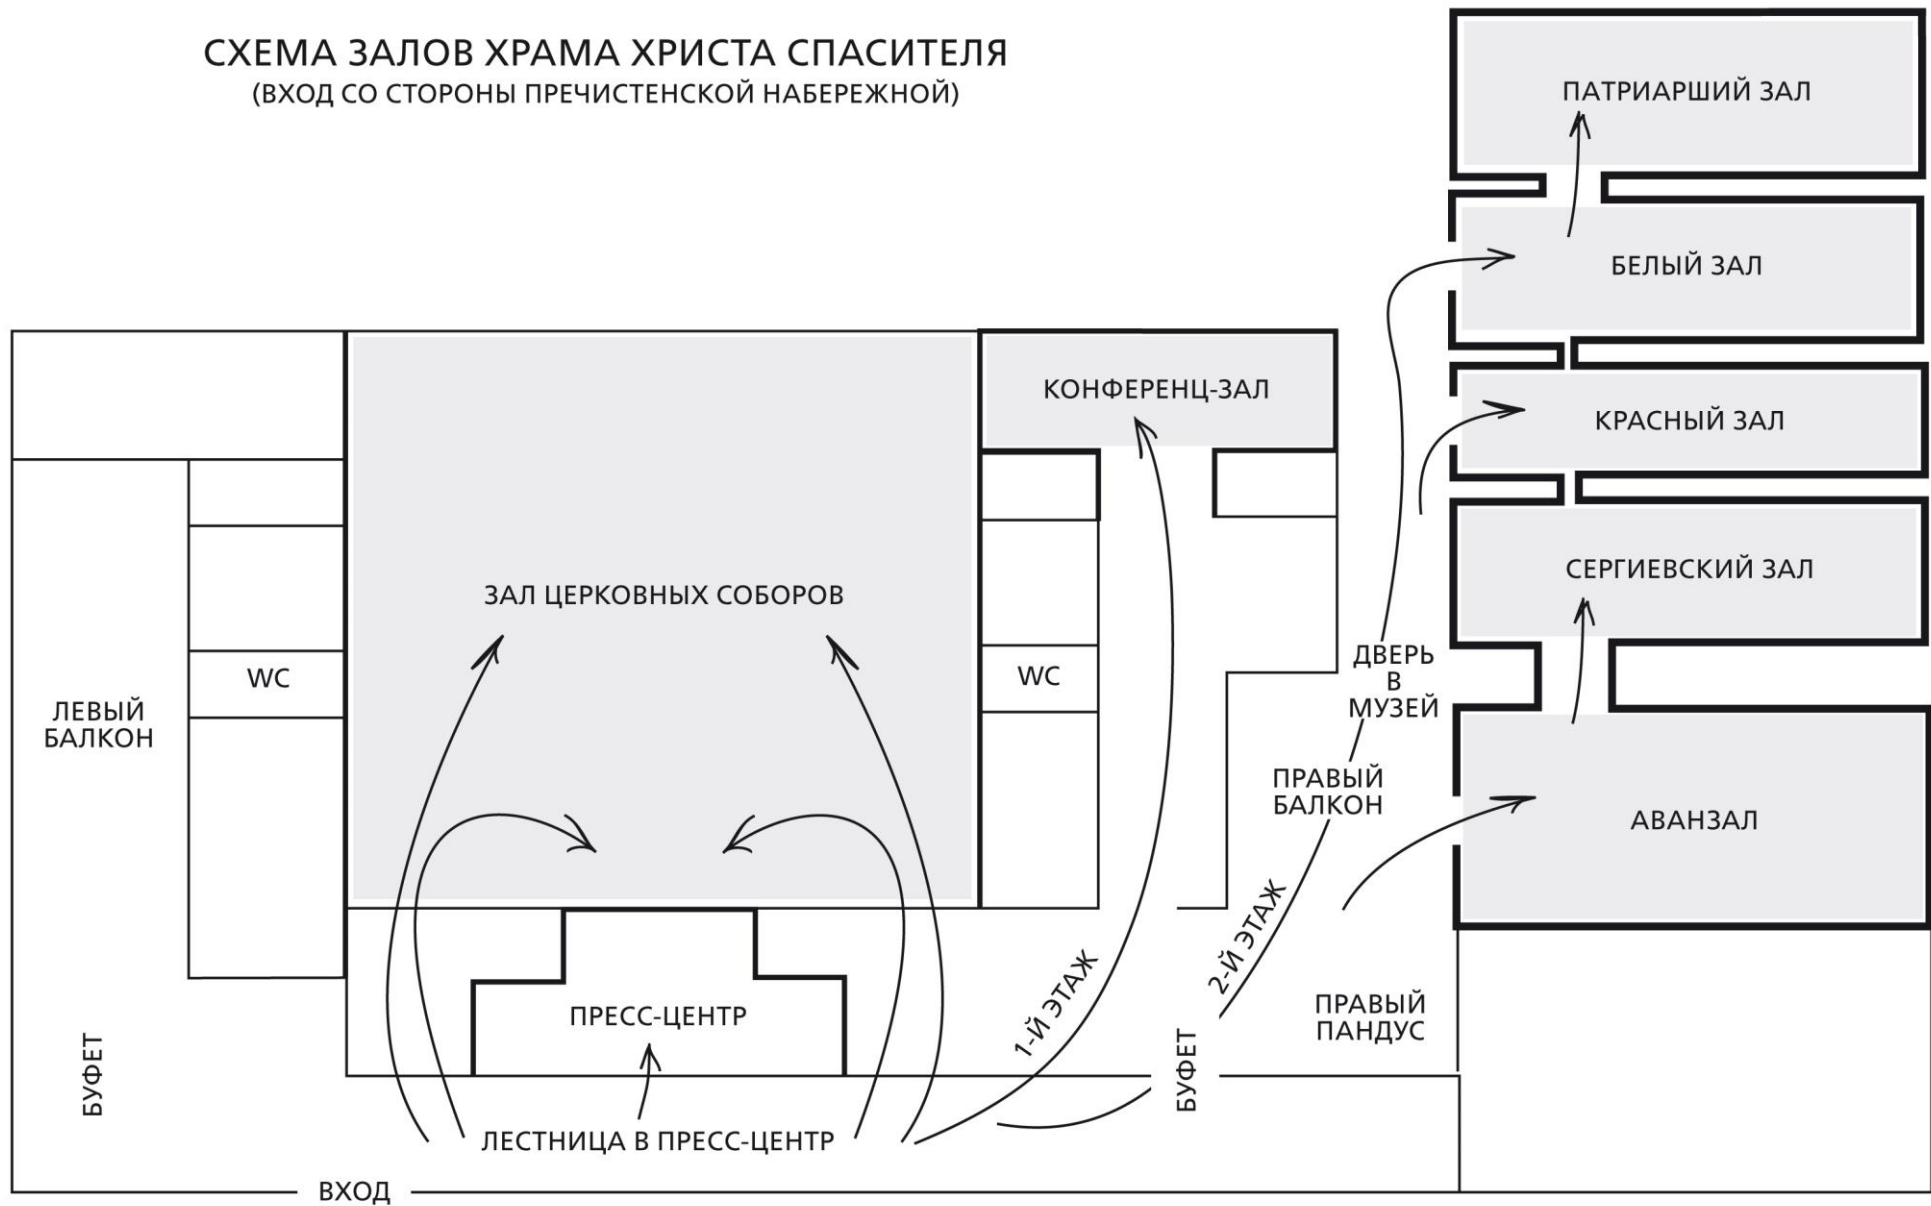 СХЕМА ЗАЛОВ ХРАМА ХРИСТА СПАСИТЕЛЯ
(ВХОД СО СТОРОНЫ ПРЕЧИСТЕНСКОЙ НАБЕРЕЖНОЙ)
ПАТРИАРШИЙ ЗАЛ
БЕЛЫЙ ЗАЛ
КОНФЕРЕНЦ-ЗАЛ
КРАСНЫЙ ЗАЛ
СЕРГИЕВСКИЙ ЗАЛ
ЗАЛ ЦЕРКОВНЫХ СОБОРОВ
WC
WC
ДВЕРЬ
В
МУЗЕЙ
ЛЕВЫЙ
БАЛКОН
ПРАВЫЙ
БАЛКОН
АВАНЗАЛ
2-Й ЭТАЖ
1-Й ЭТАЖ
ПРАВЫЙ
ПАНДУС
ПРЕСС-ЦЕНТР
БУФЕТ
БУФЕТ
ЛЕСТНИЦА В ПРЕСС-ЦЕНТР
ВХОД